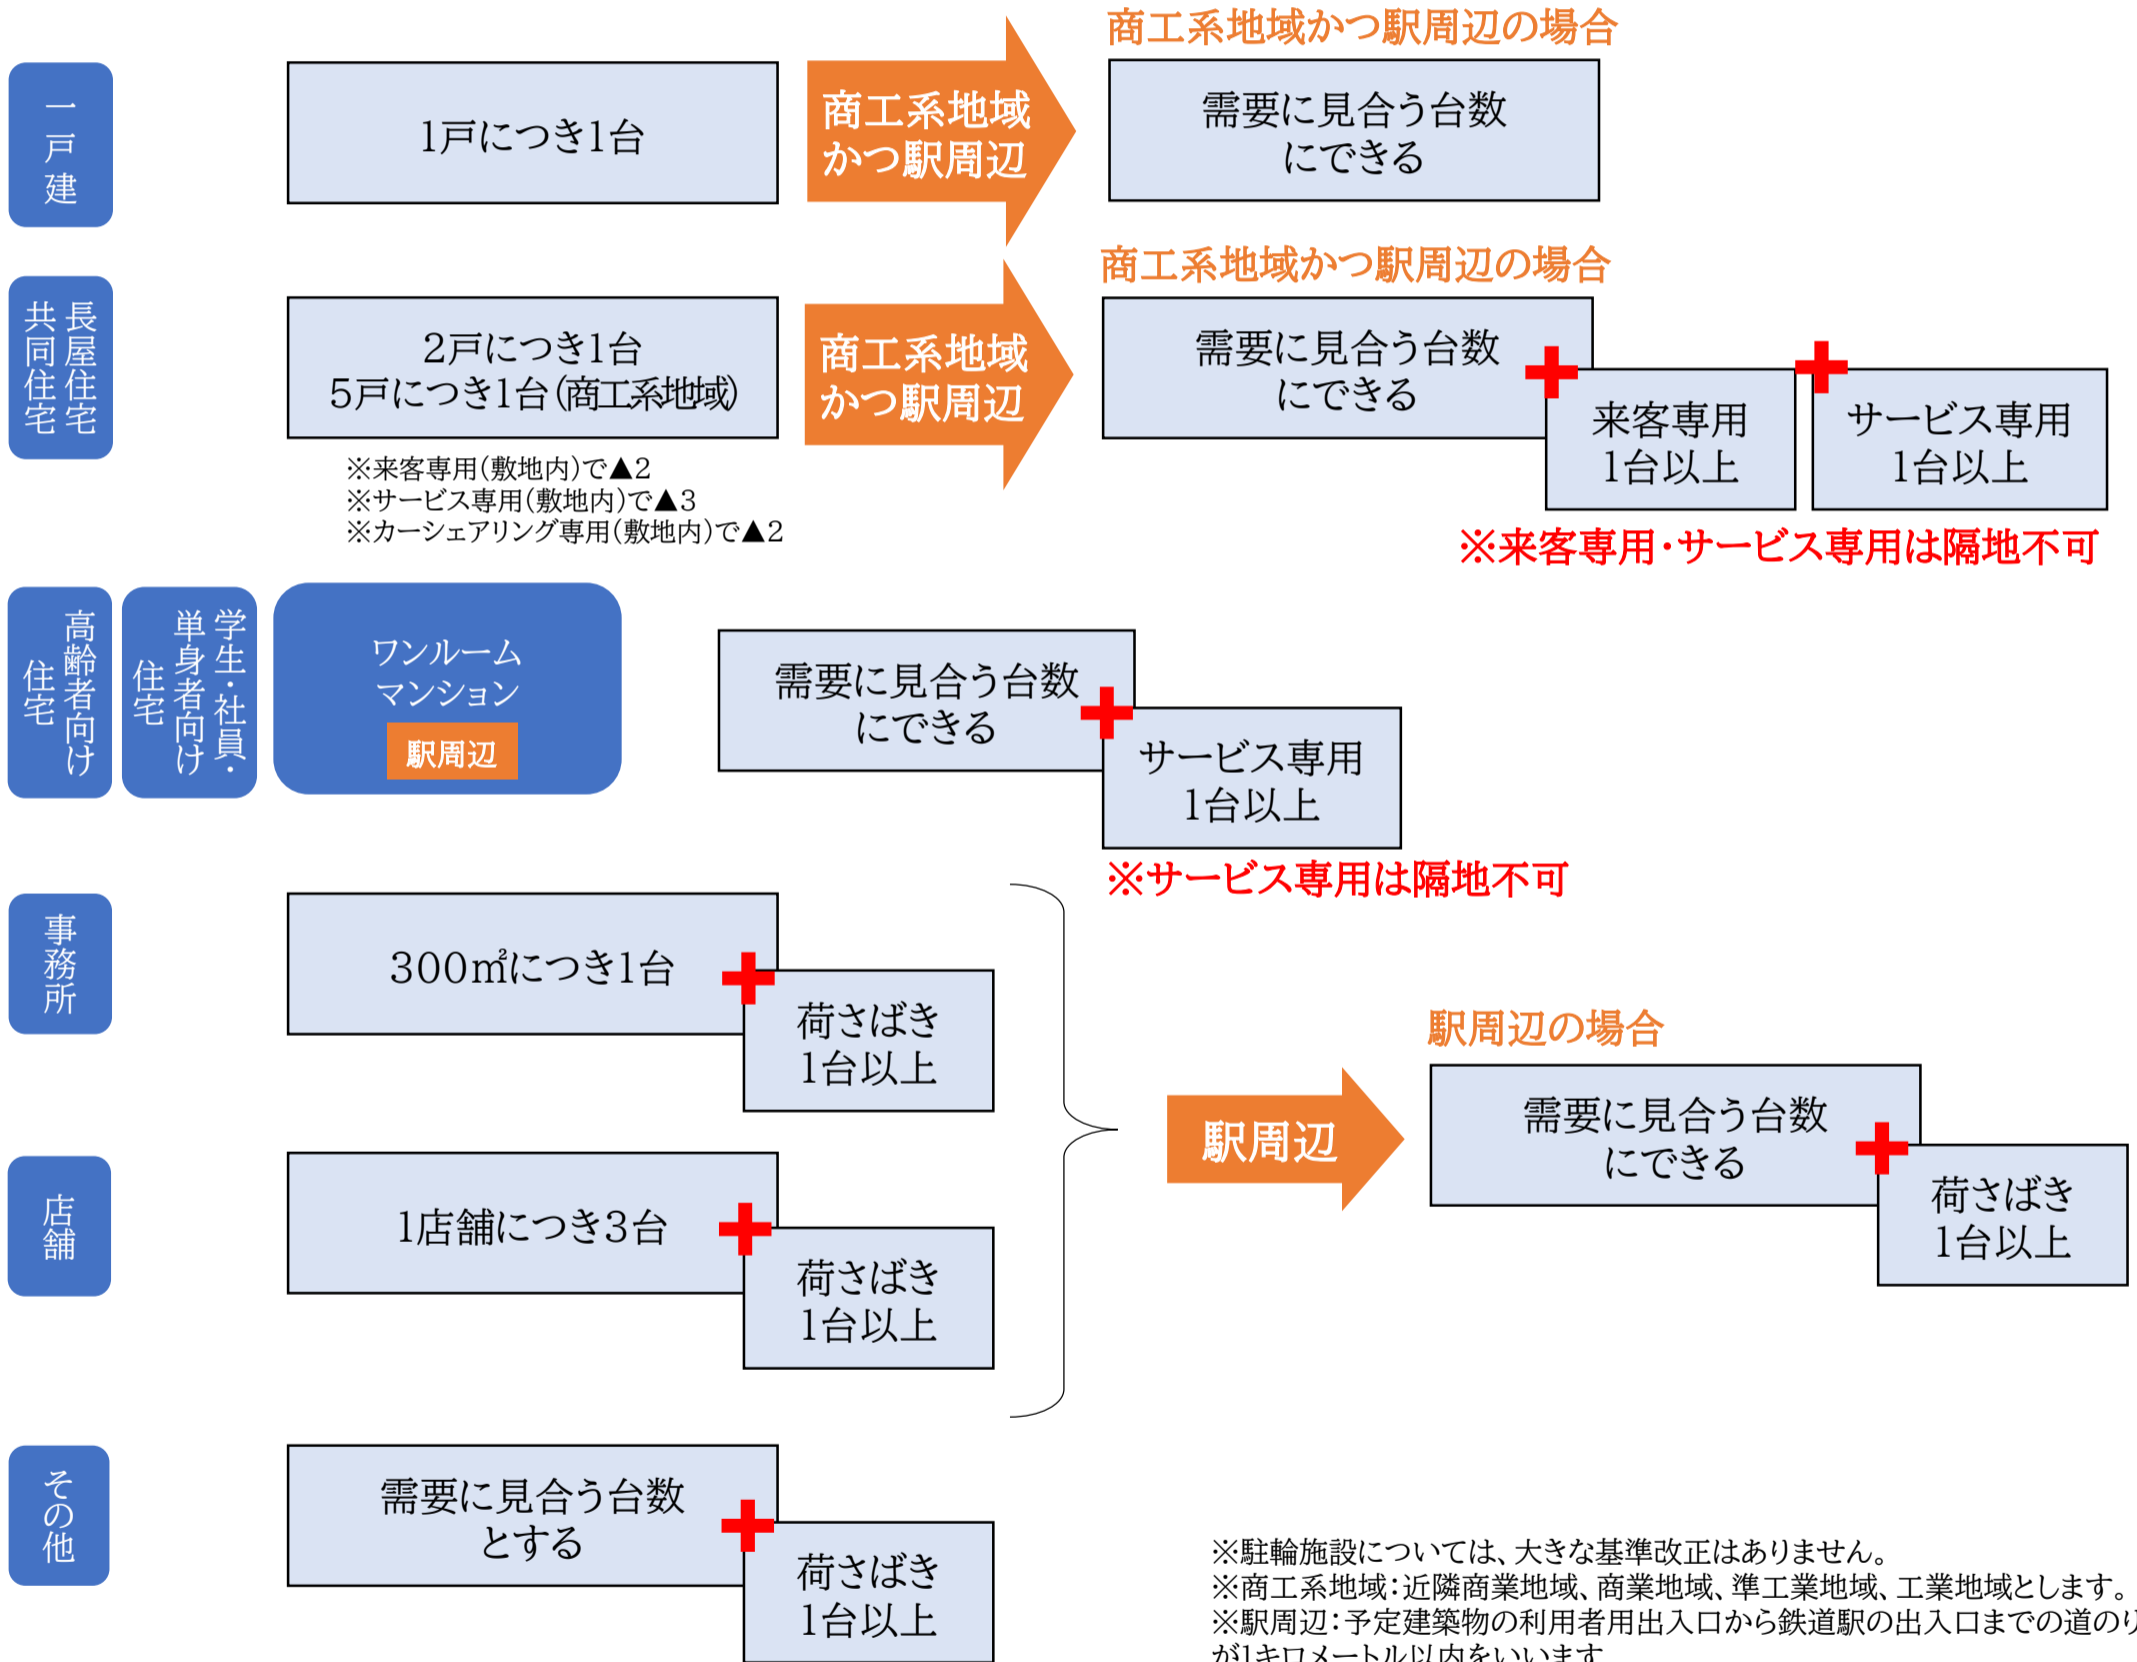 一戸建
1戸につき1台
商工系地域
かつ駅周辺
商工系地域かつ駅周辺の場合
需要に見合う台数
にできる
長屋住宅
共同住宅
2戸につき1台
5戸につき1台(商工系地域)
※来客専用(敷地内)で▲2
※サービス専用(敷地内)で▲3
※カーシェアリング専用(敷地内)で▲2
商工系地域
かつ駅周辺
商工系地域かつ駅周辺の場合
需要に見合う台数
にできる
来客専用
1台以上
サービス専用
1台以上
※来客専用・サービス専用は隔地不可
高齢者向け
住宅
学生・社員・
単身者向け
住宅
ワンルーム
マンション
駅周辺
需要に見合う台数
にできる
サービス専用
1台以上
※サービス専用は隔地不可
事務所
300㎡につき1台
荷さばき
1台以上
店舗
1店舗につき3台
荷さばき
1台以上
駅周辺
駅周辺の場合
需要に見合う台数
にできる
荷さばき
1台以上
その他
需要に見合う台数
とする
荷さばき
1台以上
※駐輪施設については、大きな基準改正はありません。
※商工系地域：近隣商業地域、商業地域、準工業地域、工業地域とします。
※駅周辺：予定建築物の利用者用出入口から鉄道駅の出入口までの道のり
が1キロメートル以内をいいます